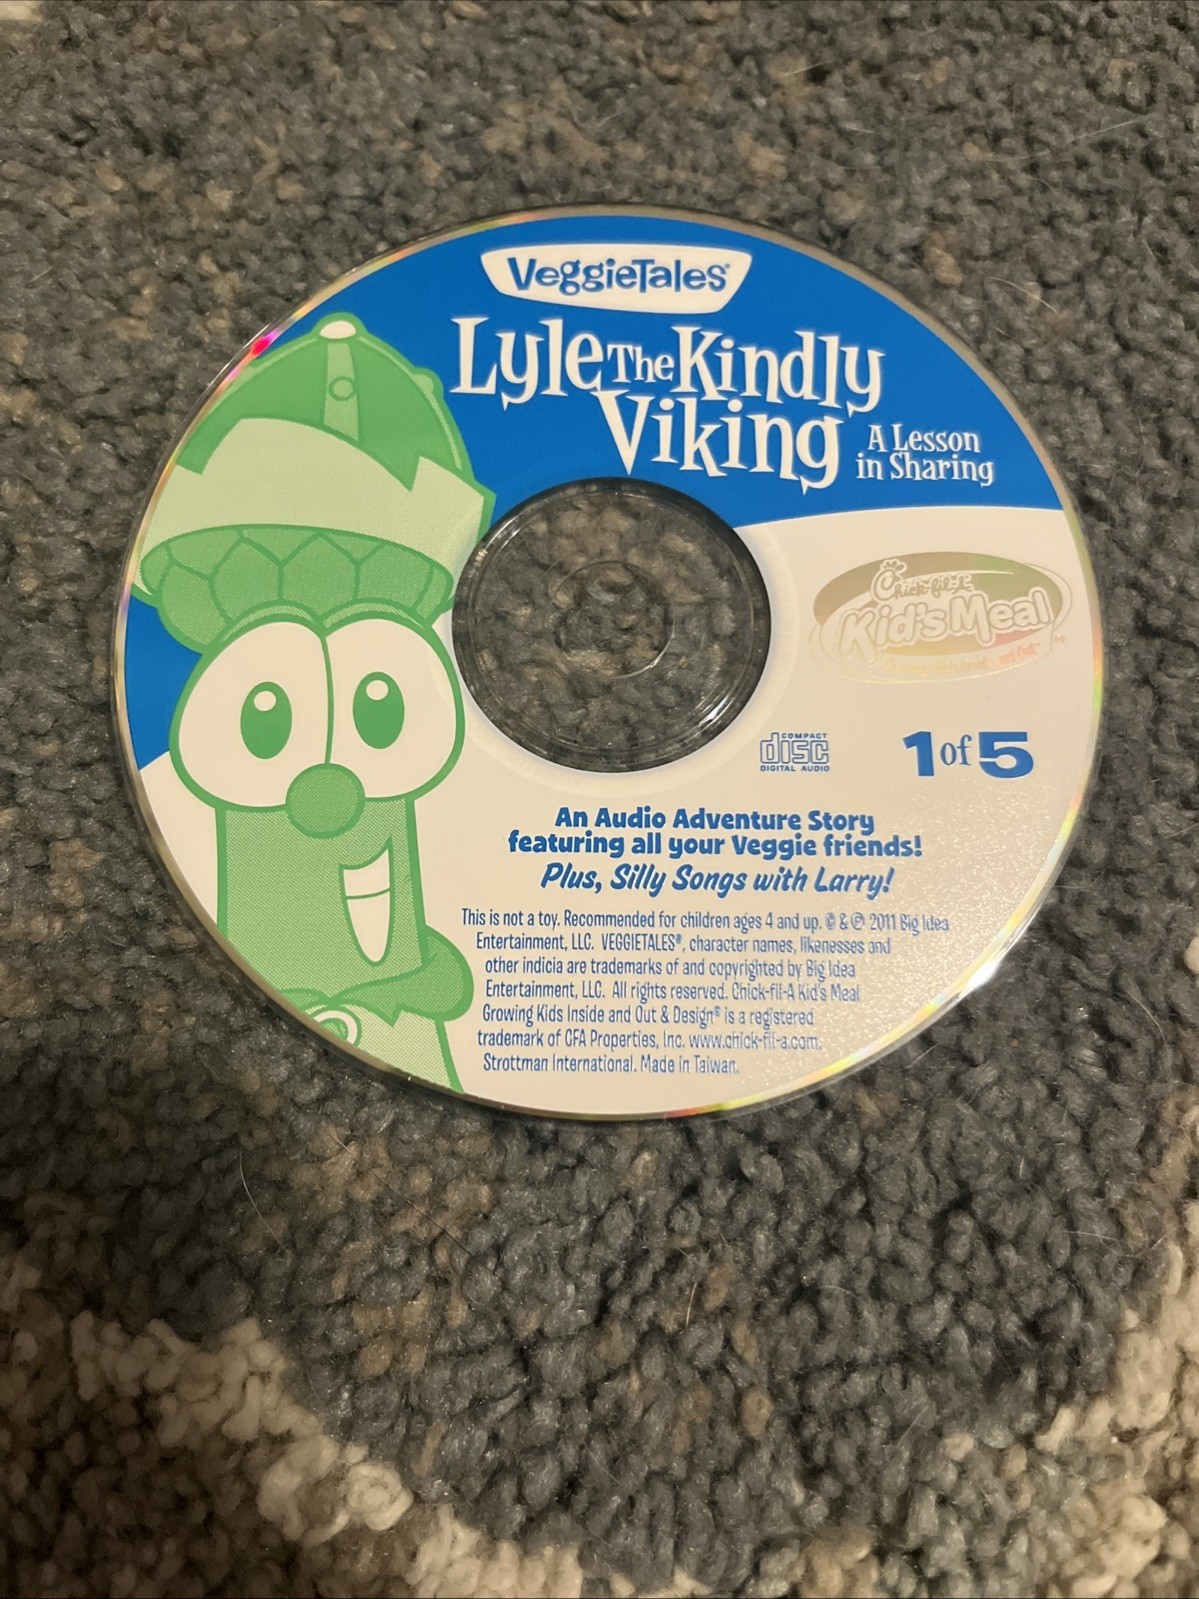 VeggieTales®
Lyle The Kindly
Viking
A Lesson
in Sharing
Chick-fil-A
Kid's Meal
COMPACT
disc
DIGITAL AUDIO
1 of 5
An Audio Adventure Story
featuring all your Veggie friends!
Plus, Silly Songs with Larry!
This is not a toy. Recommended for children ages 4 and up. © & ℗ 2011 Big Idea
Entertainment, LLC. VEGGIETALES®, character names, likenesses and
other indicia are trademarks of and copyrighted by Big Idea
Entertainment, LLC. All rights reserved. Chick-fil-A Kid's Meal
Growing Kids Inside and Out & Design® is a registered
trademark of CFA Properties, Inc. www.chick-fil-a.com.
Strottman International. Made in Taiwan.